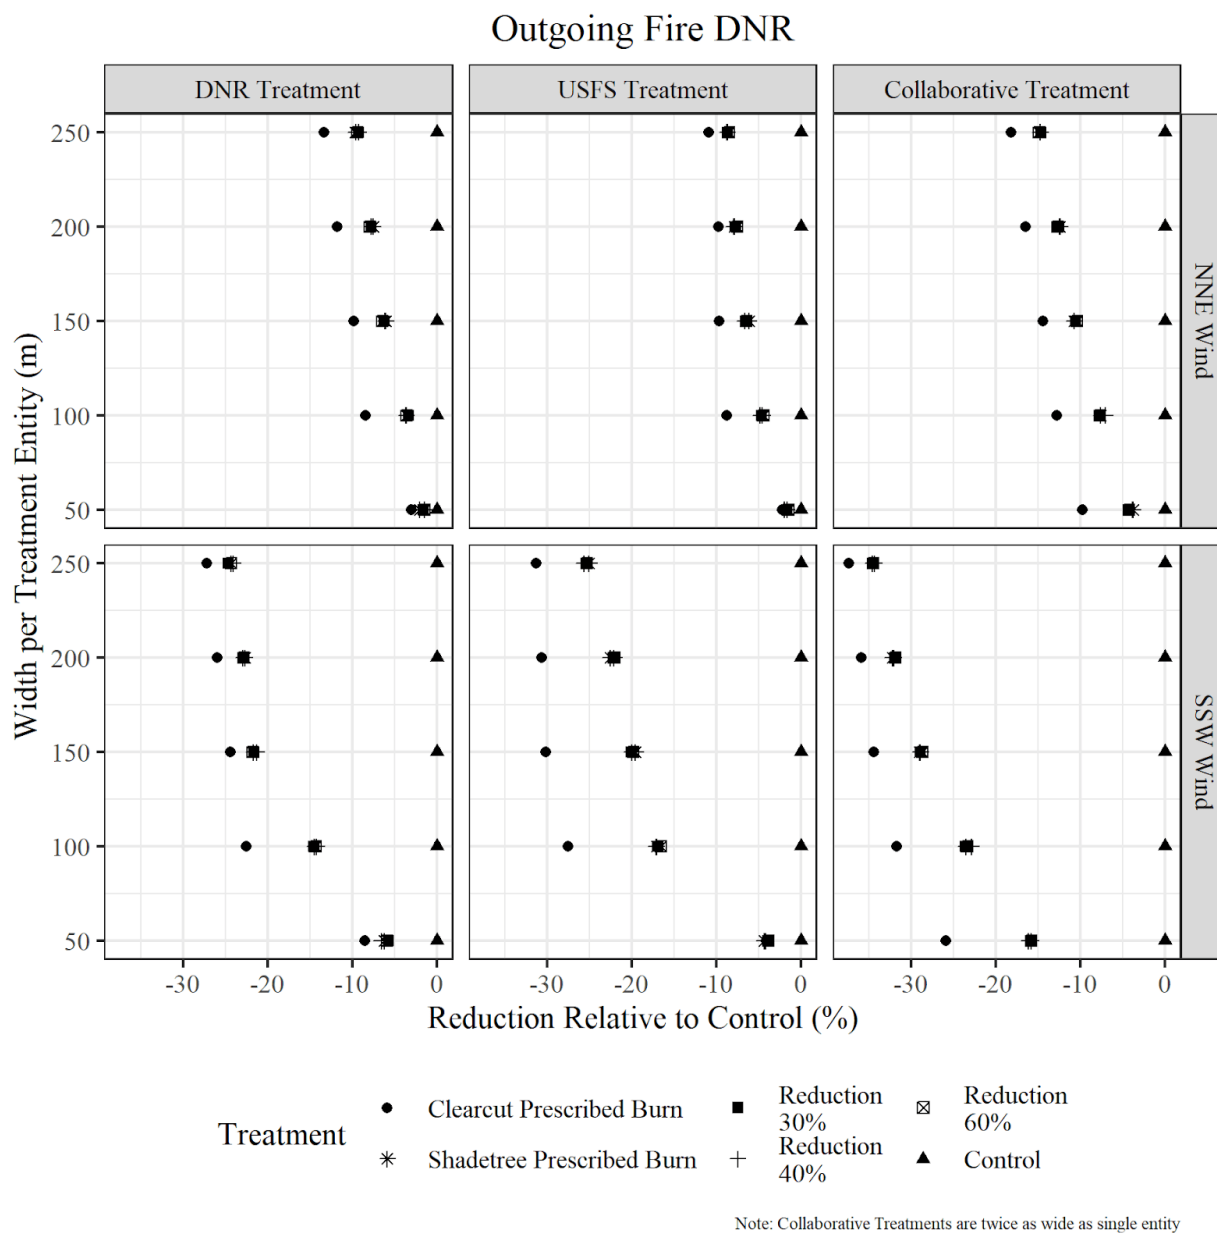 Outgoing Fire DNR
DNR Treatment
USFS Treatment
Collaborative Treatment
250
200
150
100
50
NNE Wind
250
200
150
100
50
SSW Wind
Width per Treatment Entity (m)
-30 -20 -10 0
-30 -20 -10 0
-30 -20 -10 0
Reduction Relative to Control (%)
Treatment
Clearcut Prescribed Burn
Shadetree Prescribed Burn
Reduction
30%
Reduction
40%
Reduction
60%
Control
Note: Collaborative Treatments are twice as wide as single entity